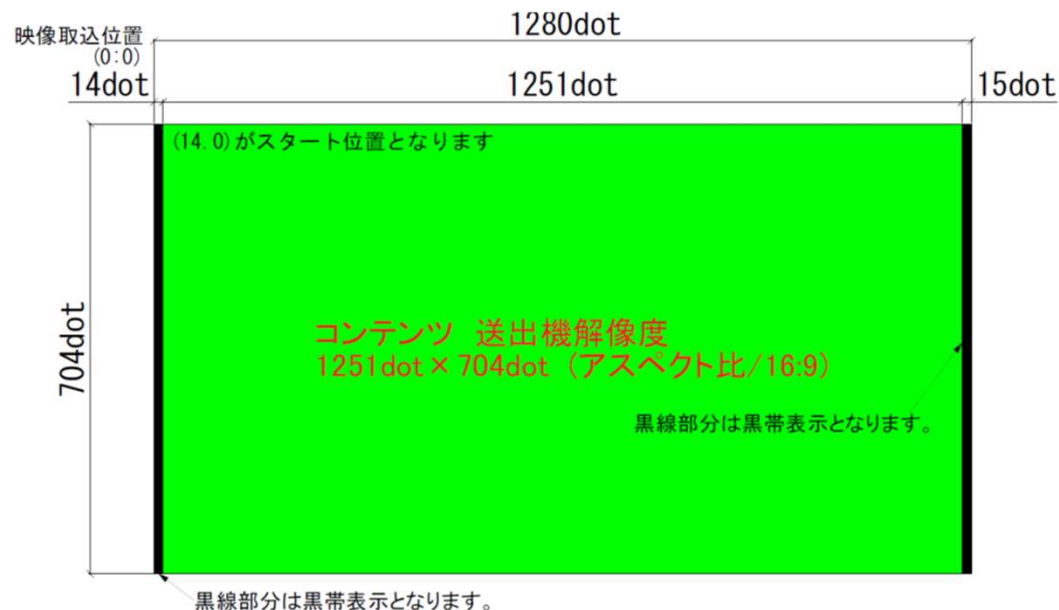 1280dot
映像取込位置
(0:0)
14dot
1251dot
15dot
(14.0)がスタート位置となります
704dot
コンテンツ 送出機解像度
1251dot×704dot (アスペクト比/16:9)
黒線部分は黒帯表示となります。
黒線部分は黒帯表示となります。